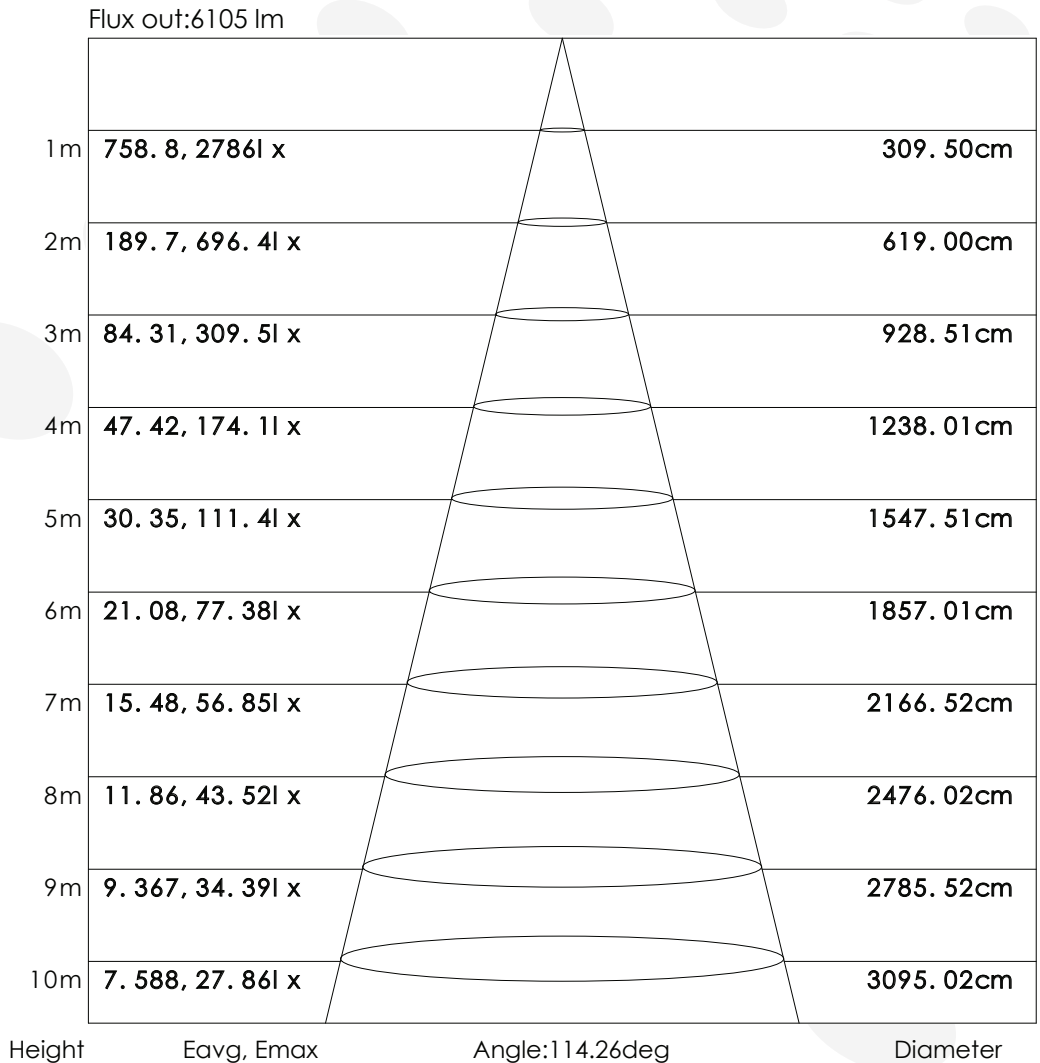 Flux out:6105 lm
1m 758. 8, 2786l x 309. 50cm
2m 189. 7, 696. 4l x 619. 00cm
3m 84. 31, 309. 5l x 928. 51cm
4m 47. 42, 174. 1l x 1238. 01cm
5m 30. 35, 111. 4l x 1547. 51cm
6m 21. 08, 77. 38l x 1857. 01cm
7m 15. 48, 56. 85l x 2166. 52cm
8m 11. 86, 43. 52l x 2476. 02cm
9m 9. 367, 34. 39l x 2785. 52cm
10m 7. 588, 27. 86l x 3095. 02cm
Height Eavg, Emax Angle:114.26deg Diameter